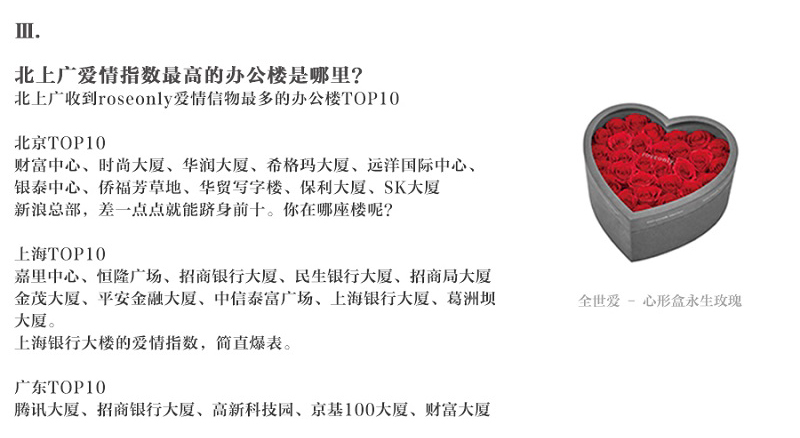 Ⅲ.
北上广爱情指数最高的办公楼是哪里？
北上广收到roseonly爱情信物最多的办公楼TOP10
北京TOP10
财富中心、时尚大厦、华润大厦、希格玛大厦、远洋国际中心、
银泰中心、侨福芳草地、华贸写字楼、保利大厦、SK大厦
新浪总部，差一点点就能跻身前十。你在哪座楼呢？
上海TOP10
嘉里中心、恒隆广场、招商银行大厦、民生银行大厦、招商局大厦
金茂大厦、平安金融大厦、中信泰富广场、上海银行大厦、葛洲坝
大厦。
上海银行大楼的爱情指数，简直爆表。
广东TOP10
腾讯大厦、招商银行大厦、高新科技园、京基100大厦、财富大厦
roseonly
全世爱 - 心形盒永生玫瑰